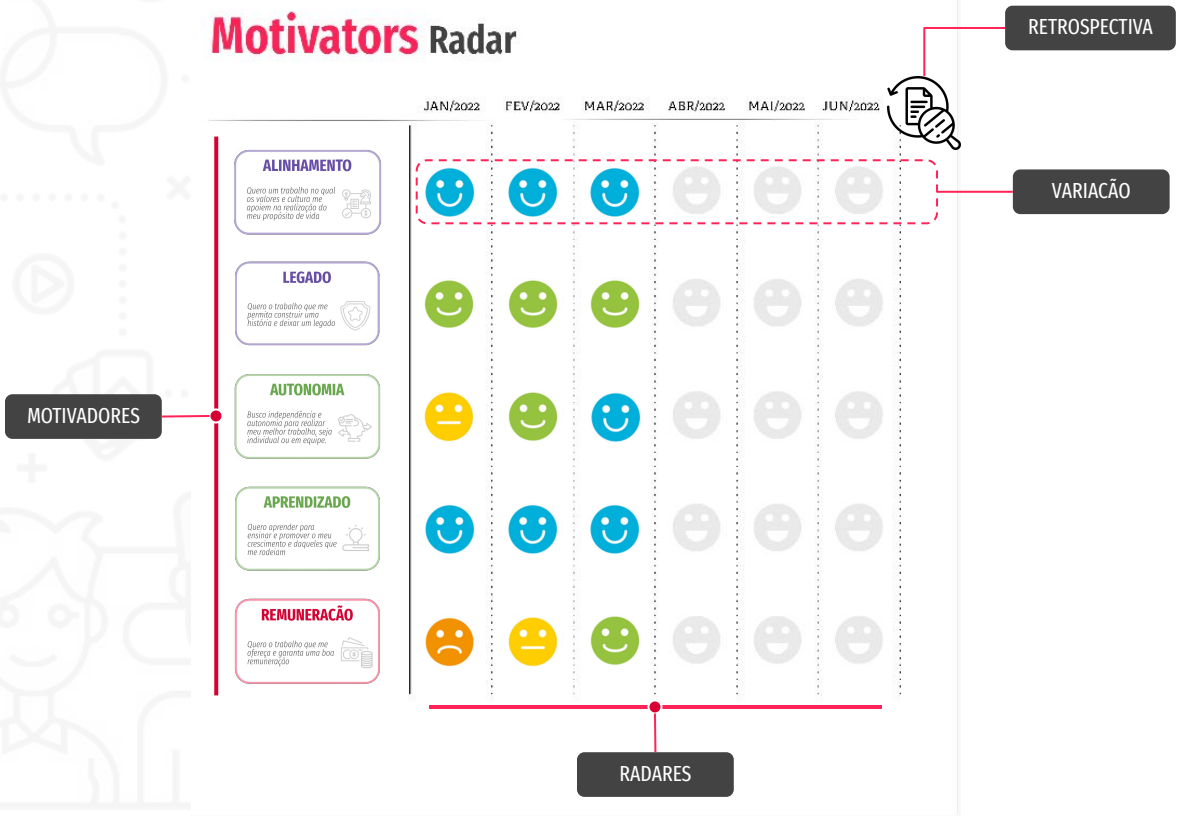 Motivators Radar
RETROSPECTIVA
JAN/2022 FEV/2022 MAR/2022 ABR/2022 MAI/2022 JUN/2022
ALINHAMENTO
Quero um trabalho no qual
os valores e cultura me
apoiem na realização do
meu propósito de vida
VARIACÃO
LEGADO
Quero o trabalho que me
permita construir uma
história e deixar um legado
MOTIVADORES
AUTONOMIA
Busco independência e
autonomia para realizar
meu melhor trabalho, seja
individual ou em equipe.
APRENDIZADO
Quero aprender para
ensinar e promover o meu
crescimento e daqueles que
me rodeiam
REMUNERACÃO
Quero o trabalho que me
ofereça e garanta uma boa
remuneração
RADARES